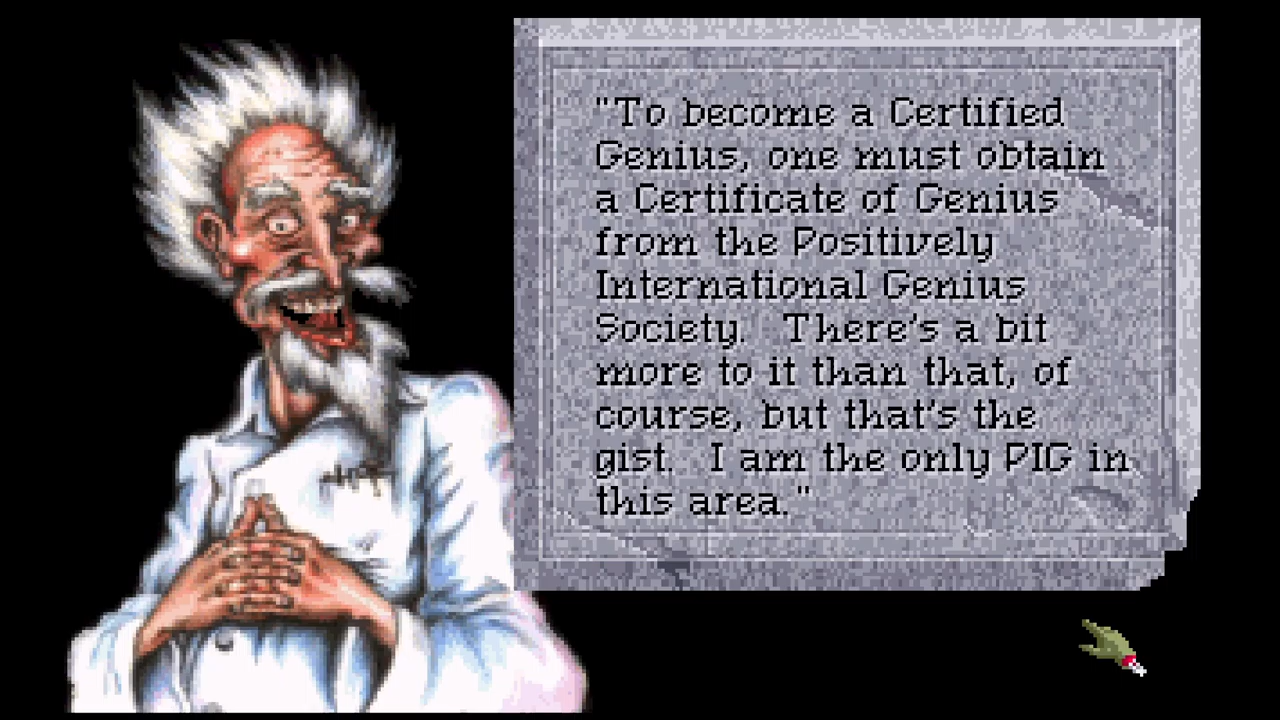 "To become a Certified
Genius, one must obtain
a Certificate of Genius
from the Positively
International Genius
Society.  There's a bit
more to it than that, of
course, but that's the
gist.  I am the only PIG in
this area."